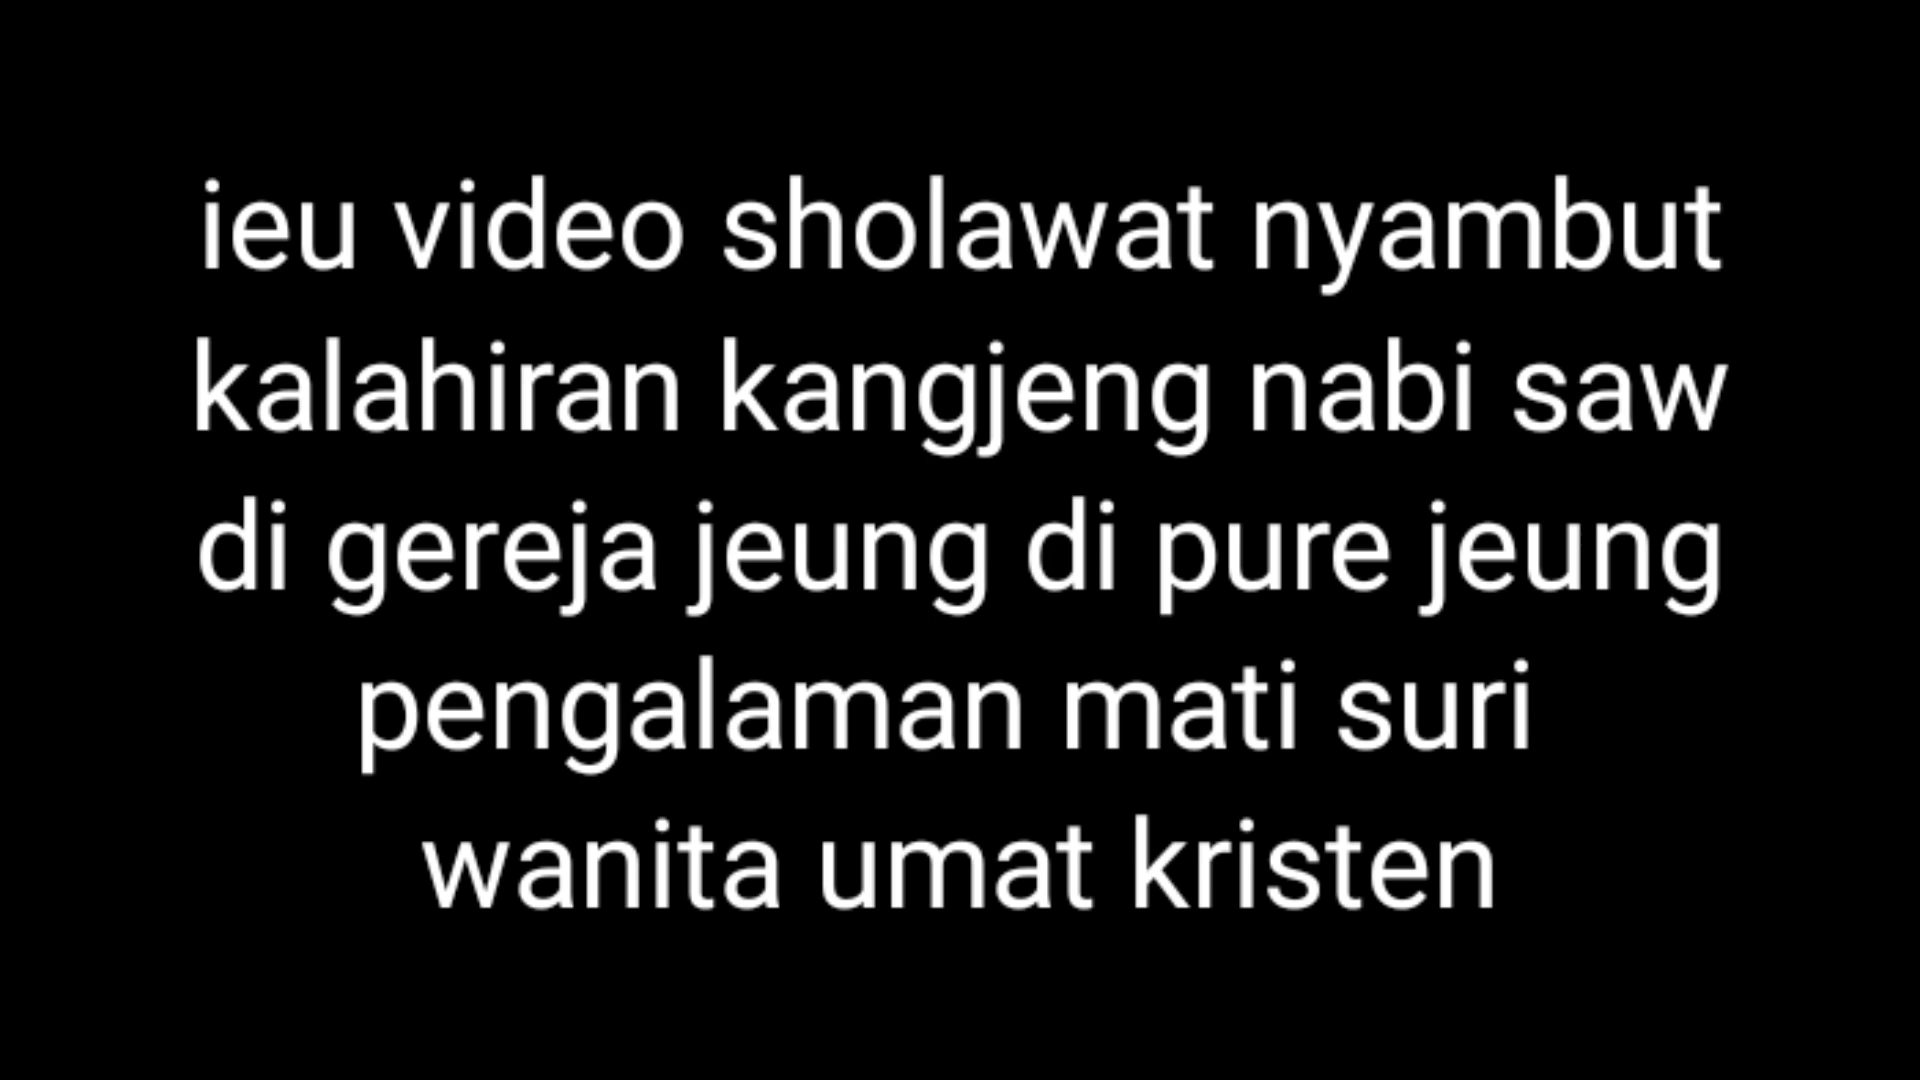 ieu video sholawat nyambut
kalahiran kangjeng nabi saw
di gereja jeung di pure jeung
pengalaman mati suri
wanita umat kristen